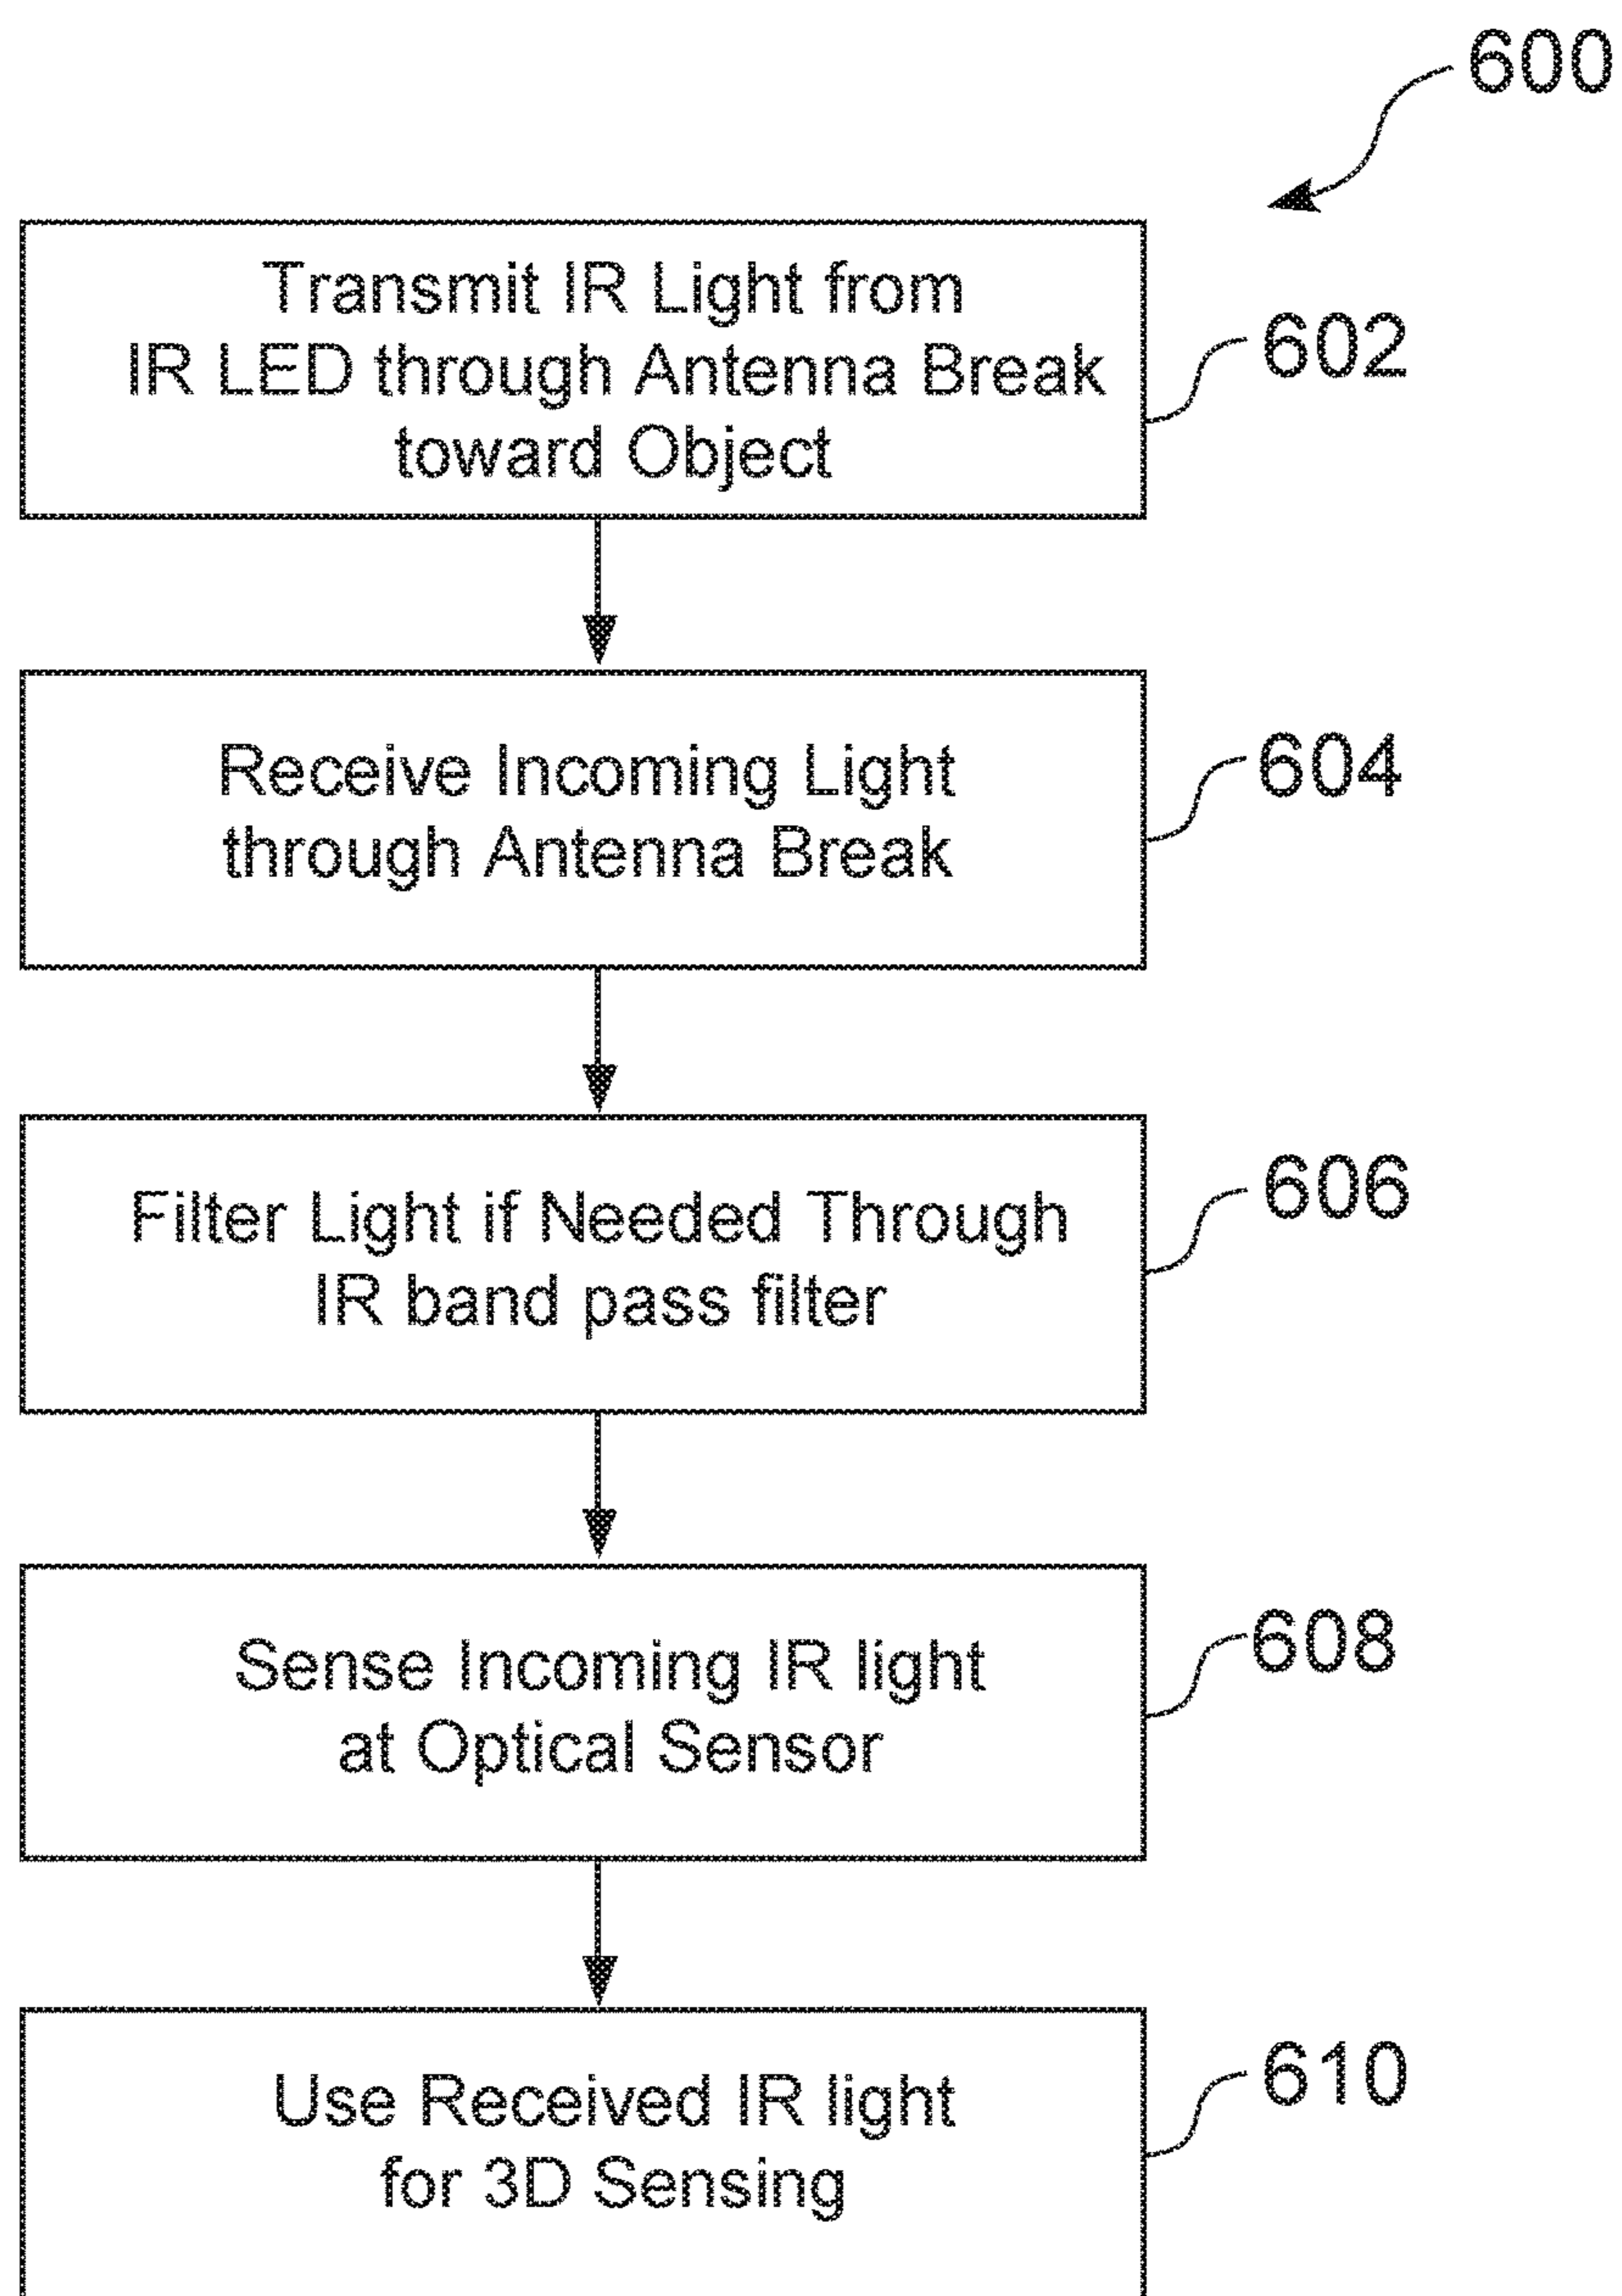 600
Transmit IR Light from
IR LED through Antenna Break
toward Object
602
Receive Incoming Light
through Antenna Break
604
Filter Light if Needed Through
IR band pass filter
606
Sense Incoming IR light
at Optical Sensor
608
Use Received IR light
for 3D Sensing
610